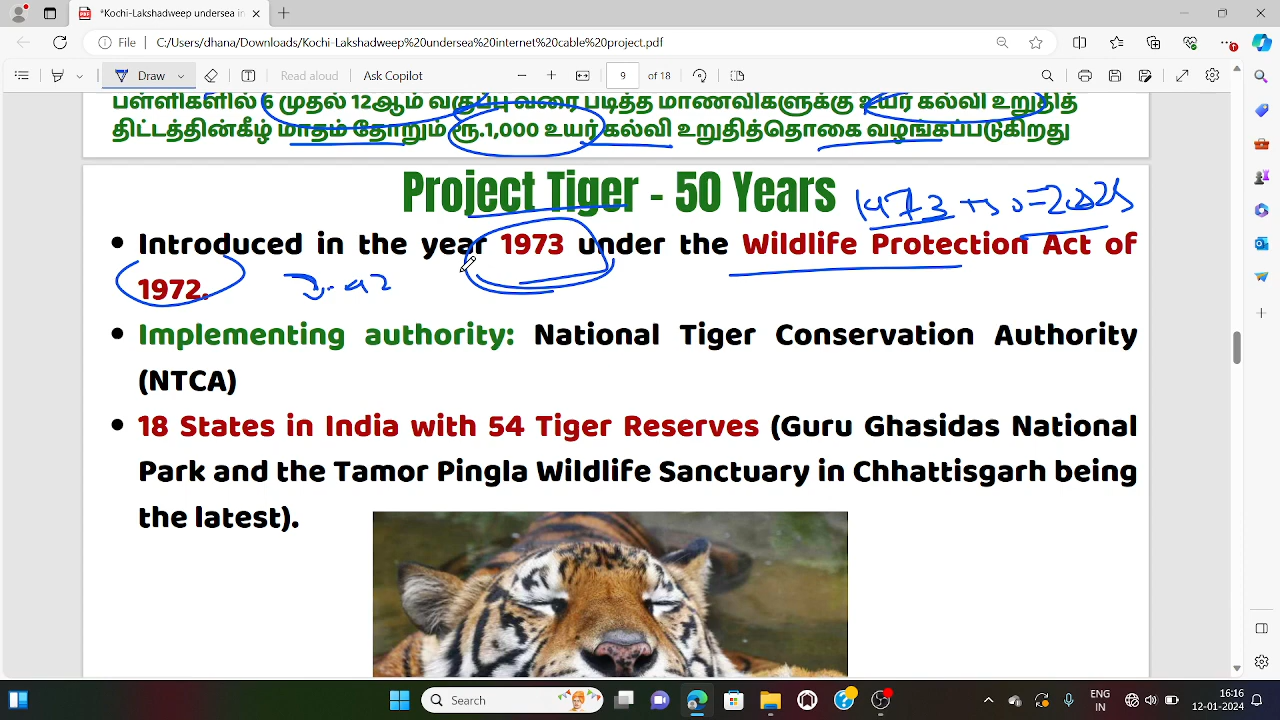 *Kochi-Lakshadweep undersea in
File
C:/Users/dhana/Downloads/Kochi-Lakshadweep%20undersea%20internet%20cable%20project.pdf
Draw
Read aloud
Ask Copilot
9
of 18
பள்ளிகளில் 6 முதல் 12ஆம் வகுப்பு வரை படித்த மாணவிகளுக்கு உயர் கல்வி உறுதித்
திட்டத்தின்கீழ் மாதம் தோறும் ரூ.1,000 உயர் கல்வி உறுதித்தொகை வழங்கப்படுகிறது
Project Tiger - 50 Years
Introduced in the year 1973 under the Wildlife Protection Act of
1972.
Implementing authority: National Tiger Conservation Authority
(NTCA)
18 States in India with 54 Tiger Reserves (Guru Ghasidas National
Park and the Tamor Pingla Wildlife Sanctuary in Chhattisgarh being
the latest).
Search
ENG
IN
16:16
12-01-2024